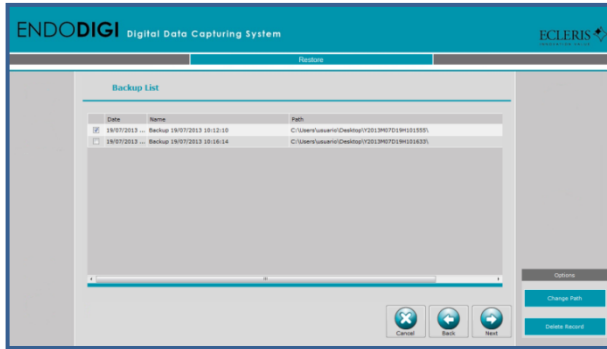 ENDODIGI Digital Data Capturing System
ECLERIS
Restore
Backup List
Date Name Path
19/07/2013 ... Backup 19/07/2013 10:12:10 C:\Users\usuario\Desktop\Y2013M07D19H101555\
19/07/2013 ... Backup 19/07/2013 10:16:14 C:\Users\usuario\Desktop\Y2013M07D19H101623\
Options
Change Path
Delete Record
Cancel Back Next